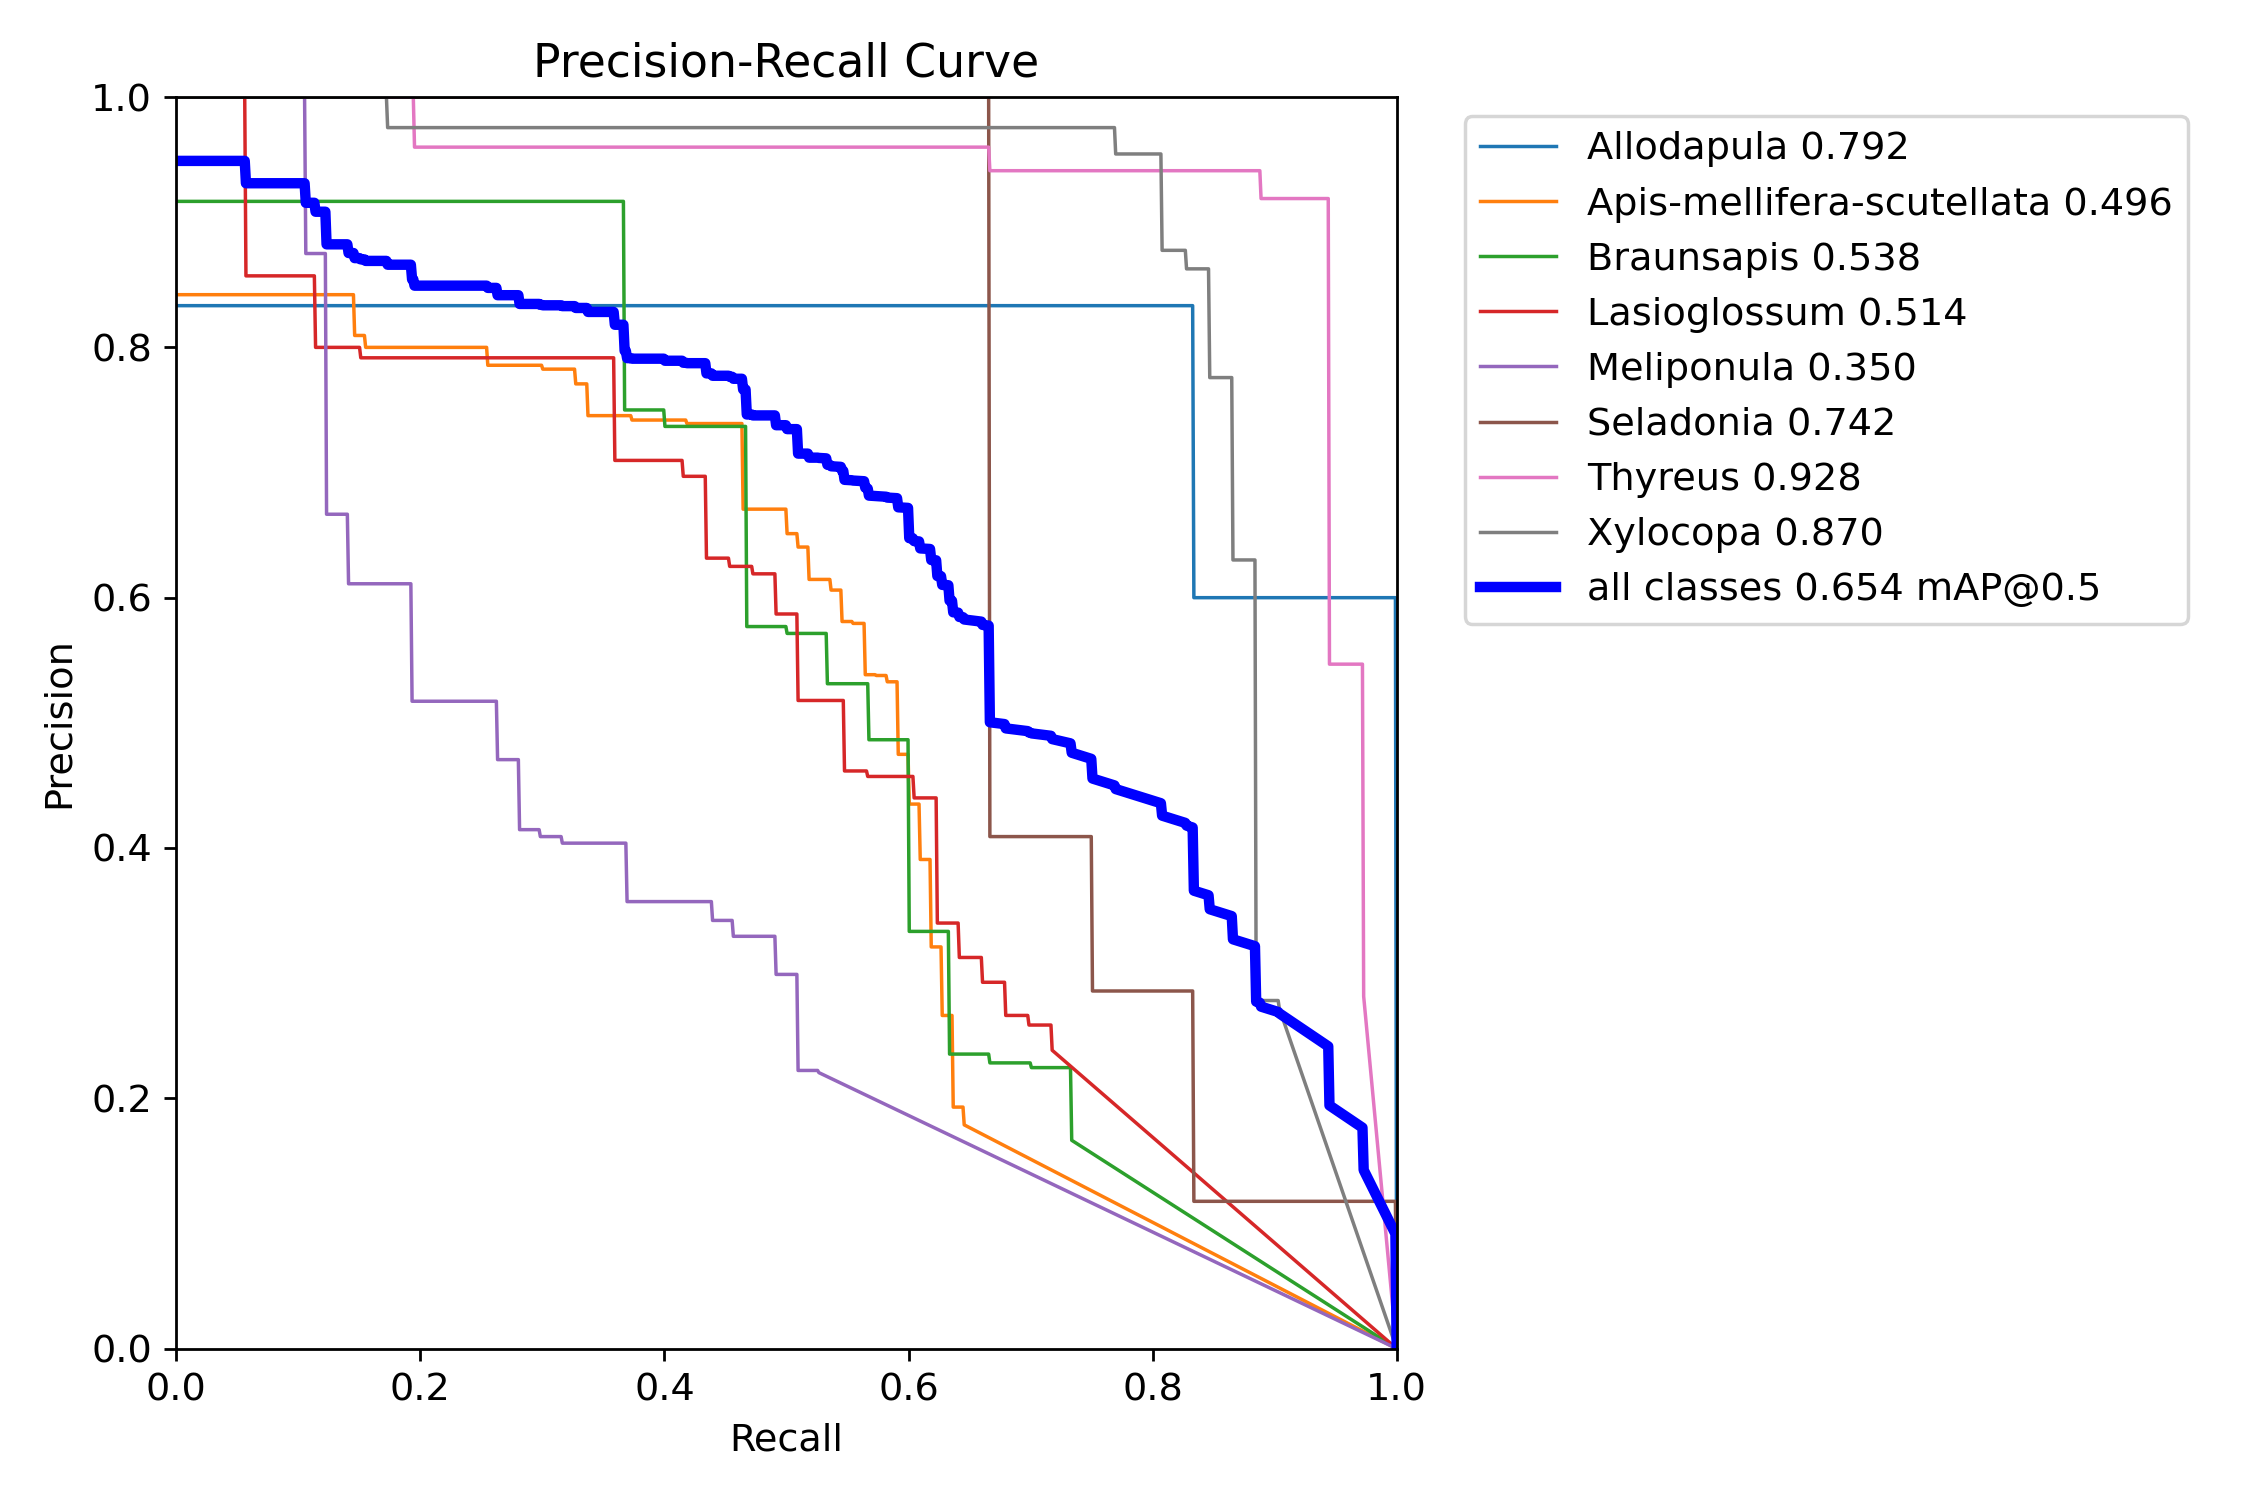 Precision-Recall Curve
1.0
0.8
0.6
0.4
0.2
0.0
Precision
0.0 0.2 0.4 0.6 0.8 1.0
Recall
Allodapula 0.792
Apis-mellifera-scutellata 0.496
Braunsapis 0.538
Lasioglossum 0.514
Meliponula 0.350
Seladonia 0.742
Thyreus 0.928
Xylocopa 0.870
all classes 0.654 mAP@0.5